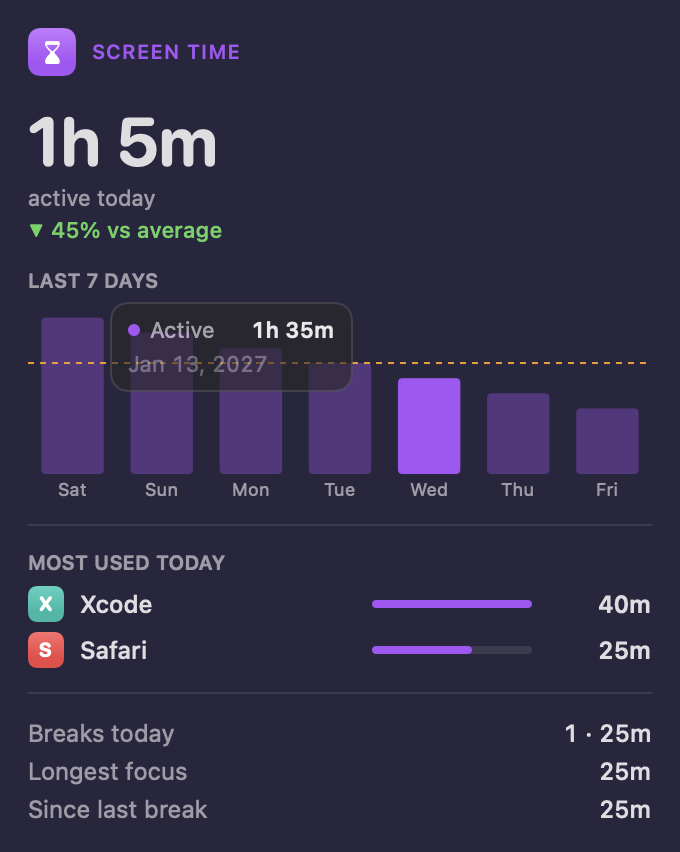 SCREEN TIME
1h 5m
active today
▼ 45% vs average
LAST 7 DAYS
Active 1h 35m
Jan 13, 2027
Sat Sun Mon Tue Wed Thu Fri
MOST USED TODAY
X Xcode 40m
S Safari 25m
Breaks today 1 · 25m
Longest focus 25m
Since last break 25m